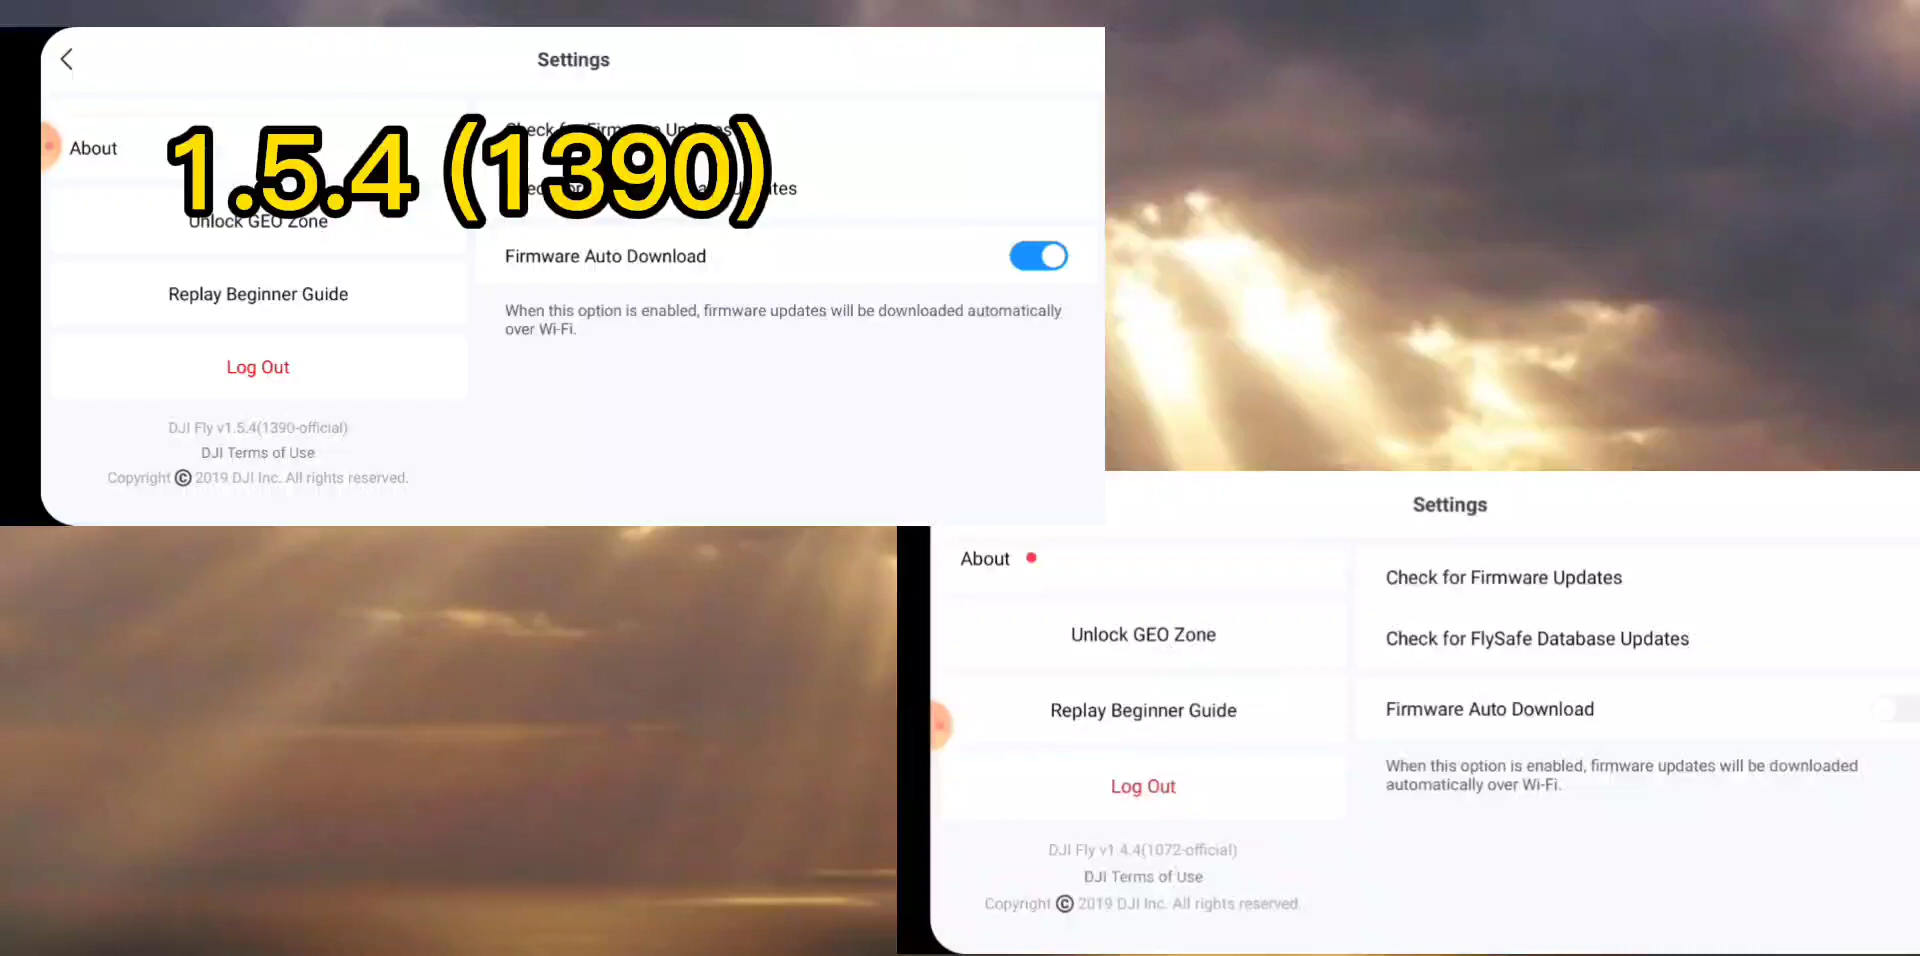 Settings
About
1.5.4 (1390)
Unlock GEO Zone
Replay Beginner Guide
Log Out
DJI Fly v1.5.4(1390-official)
DJI Terms of Use
Copyright © 2019 DJI Inc. All rights reserved.
Firmware Auto Download
When this option is enabled, firmware updates will be downloaded automatically
over Wi-Fi.
Settings
About
Unlock GEO Zone
Replay Beginner Guide
Log Out
DJI Fly v1.4.4(1072-official)
DJI Terms of Use
Copyright © 2019 DJI Inc. All rights reserved.
Check for Firmware Updates
Check for FlySafe Database Updates
Firmware Auto Download
When this option is enabled, firmware updates will be downloaded
automatically over Wi-Fi.